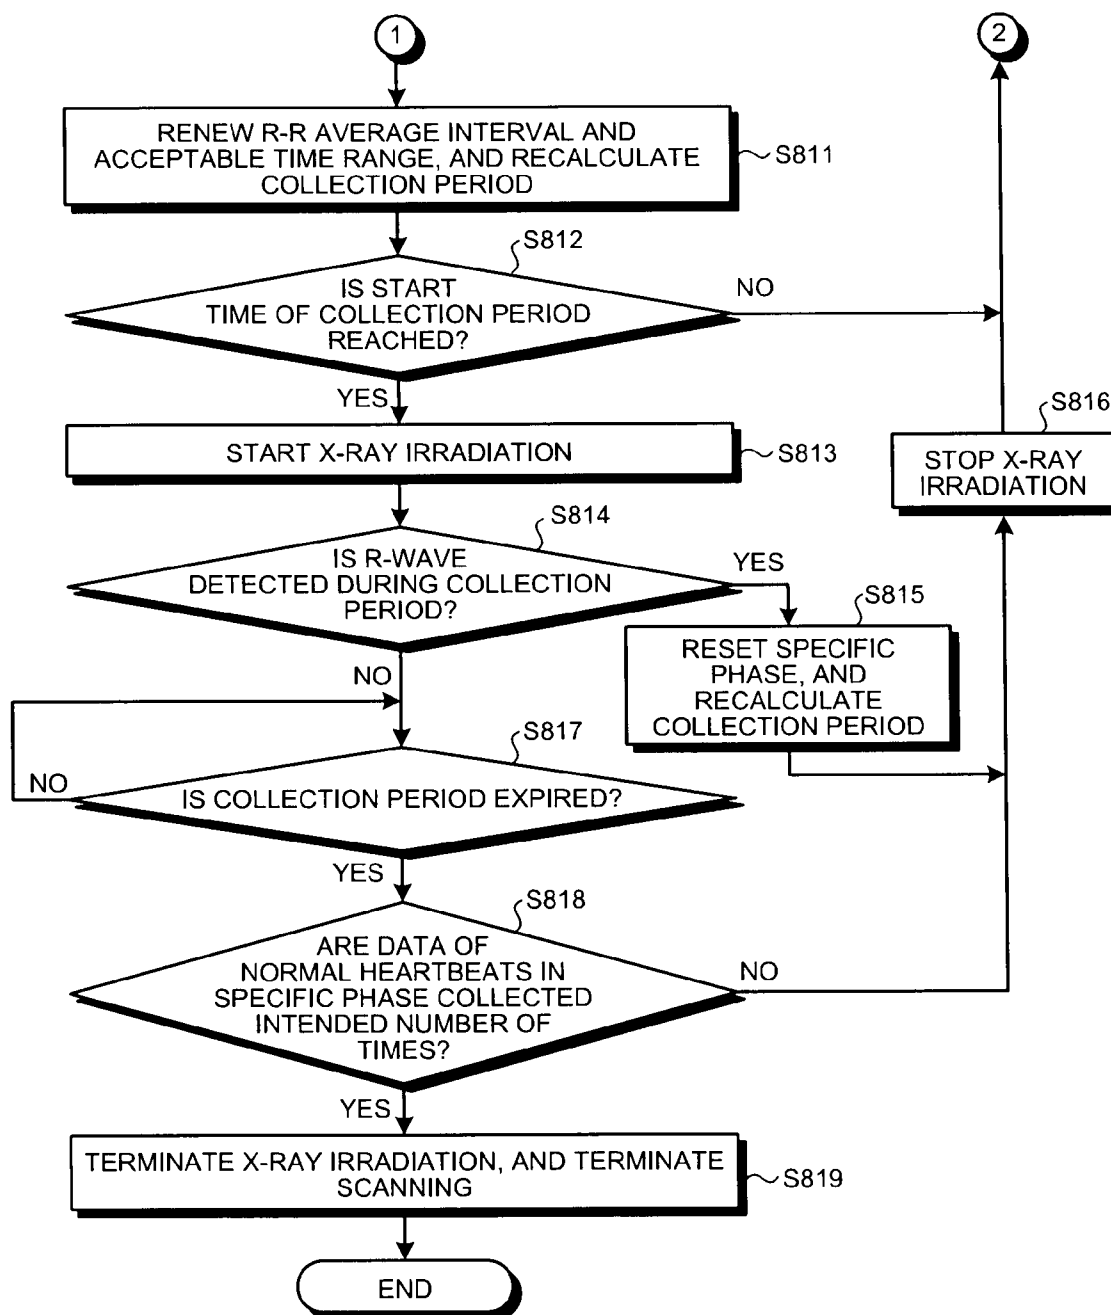 1
2
RENEW R-R AVERAGE INTERVAL AND
ACCEPTABLE TIME RANGE, AND RECALCULATE
COLLECTION PERIOD
S811
S812
IS START
TIME OF COLLECTION PERIOD
REACHED?
NO
YES
START X-RAY IRRADIATION
S813
S816
STOP X-RAY
IRRADIATION
S814
IS R-WAVE
DETECTED DURING COLLECTION
PERIOD?
YES
S815
RESET SPECIFIC
PHASE, AND
RECALCULATE
COLLECTION PERIOD
NO
S817
NO
IS COLLECTION PERIOD EXPIRED?
YES
S818
ARE DATA OF
NORMAL HEARTBEATS IN
SPECIFIC PHASE COLLECTED
INTENDED NUMBER OF
TIMES?
NO
YES
TERMINATE X-RAY IRRADIATION, AND TERMINATE
SCANNING
S819
END